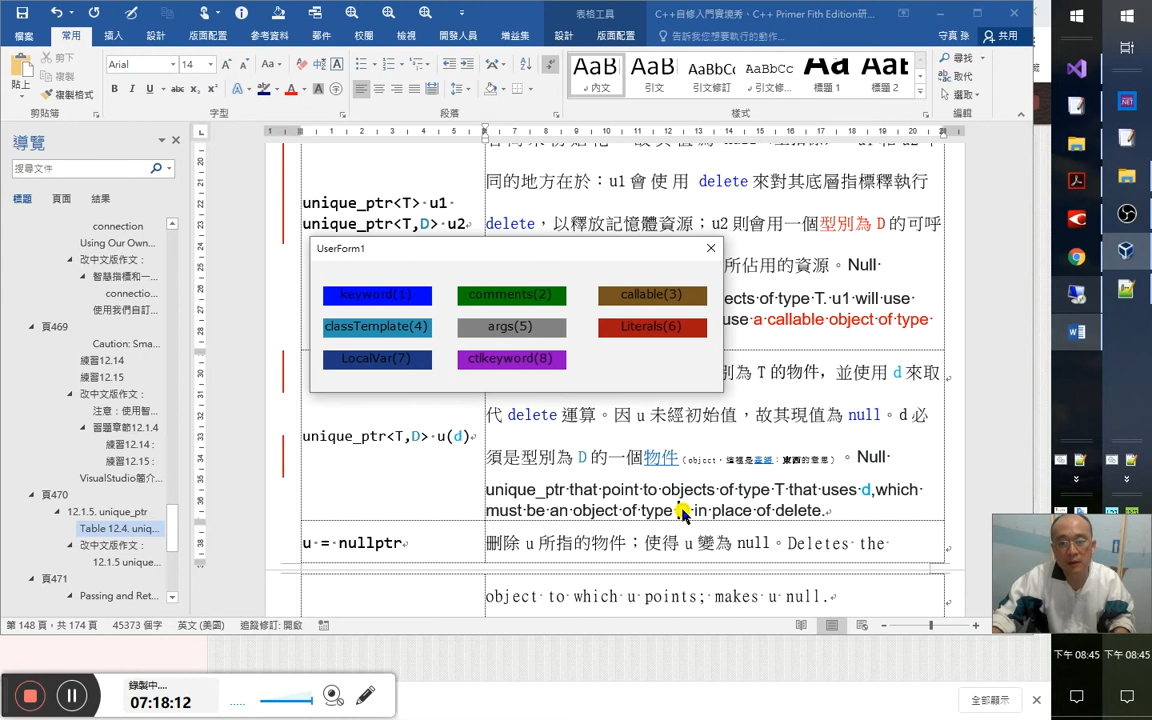 C++自修入門實境秀、C++ Primer Fith Edition研...
表格工具
檔案 常用 插入 設計 版面配置 參考資料 郵件 校閱 檢視 開發人員 增益集 設計 版面配置 告訴我您想要執行的動作... 守真 孫 共用
貼上
剪下
複製
複製格式
剪貼簿
Arial 14
字型
段落
AaB AaB AaBbC AaBbCc Aa AaB
內文 引文 引文修訂 引文修... 標題 1 標題 2
樣式
尋找
取代
選取
編輯
導覽
搜尋文件
標題 頁面 結果
connection
Using Our Own...
改中文版作文：
智慧指標和一...
connectio...
使用我們自訂...
頁469
Caution: Sma...
練習12.14
練習12.15
改中文版作文：
注意：使用智...
習題章節12.1.4
練習12.14：
練習12.15：
VisualStudio簡介...
頁470
12.1.5. unique_ptr
Table 12.4. uniq...
改中文版作文：
12.1.5 unique...
頁471
Passing and Ret...
同的地方在於：u1 會使用 delete 來對其底層指標釋執行
unique_ptr<T> u1
unique_ptr<T,D> u2
delete，以釋放記憶體資源；u2 則會用一個型別為 D 的可呼
所佔用的資源。Null
ects of type T. u1 will use
use a callable object of type
UserForm1
keyword(1) comments(2) callable(3)
classTemplate(4) args(5) Literals(6)
LocalVar(7) ctlkeyword(8)
別為 T 的物件，並使用 d 來取
代 delete 運算。因 u 未經初始值，故其現值為 null。d 必
unique_ptr<T,D> u(d)
須是型別為 D 的一個物件（object，這裡是臺語：東西的意思）。Null
unique_ptr that point to objects of type T that uses d,which
must be an object of type in place of delete.
u = nullptr
刪除 u 所指的物件；使得 u 變為 null。Deletes the
object to which u points; makes u null.
第 148 頁，共 174 頁 45373 個字 英文 (美國) 追蹤修訂: 開啟
錄製中....
07:18:12
全部顯示
下午 08:45 下午 08:45